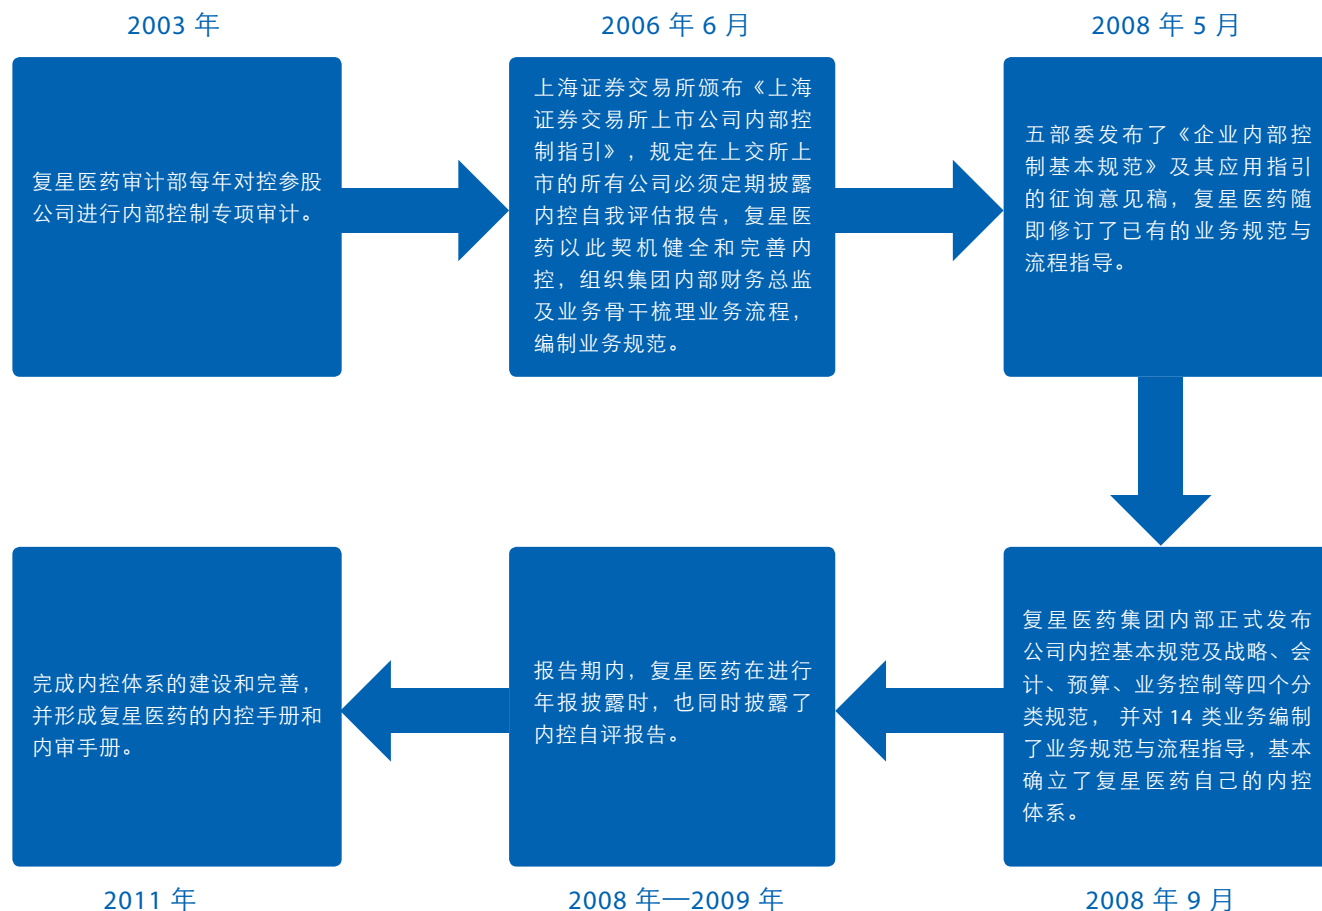 2003 年
复星医药审计部每年对控参股
公司进行内部控制专项审计。
2006 年 6 月
上海证券交易所颁布《上海
证券交易所上市公司内部控
制指引》，规定在上交所上
市的所有公司必须定期披露
内控自我评估报告，复星医
药以此契机健全和完善内
控，组织集团内部财务总监
及业务骨干梳理业务流程，
编制业务规范。
2008 年 5 月
五部委发布了《企业内部控
制基本规范》及其应用指引
的征询意见稿，复星医药随
即修订了已有的业务规范与
流程指导。
复星医药集团内部正式发布
公司内控基本规范及战略、会
计、预算、业务控制等四个分
类规范， 并对 14 类业务编制
了业务规范与流程指导，基本
确立了复星医药自己的内控
体系。
2008 年 9 月
报告期内，复星医药在进行
年报披露时，也同时披露了
内控自评报告。
2008 年—2009 年
完成内控体系的建设和完善，
并形成复星医药的内控手册和
内审手册。
2011 年